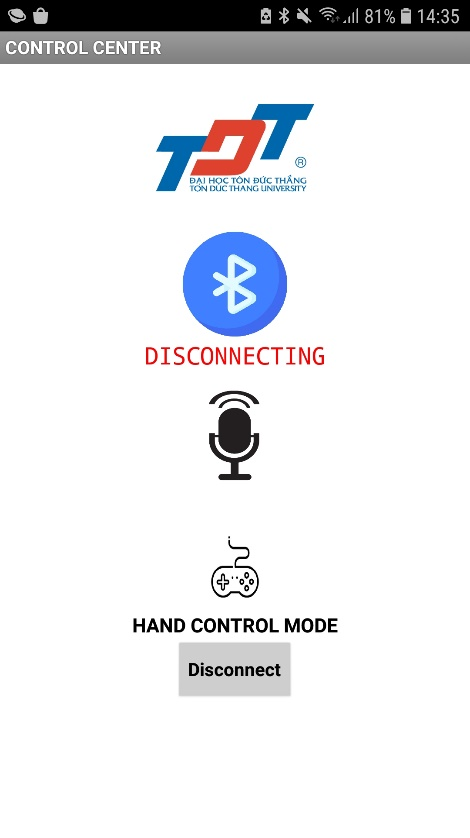 81% 14:35
CONTROL CENTER
TDT
®
ĐẠI HỌC TÔN ĐỨC THẮNG
TON DUC THANG UNIVERSITY
DISCONNECTING
HAND CONTROL MODE
Disconnect